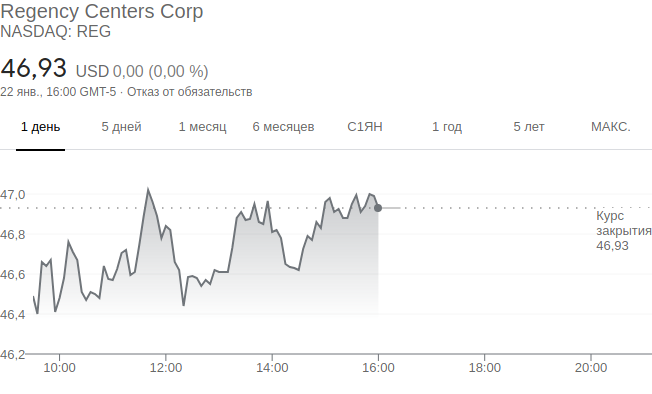 Regency Centers Corp
NASDAQ: REG
46,93 USD 0,00 (0,00 %)
22 янв., 16:00 GMT-5 · Отказ от обязательств
1 день 5 дней 1 месяц 6 месяцев С1ЯН 1 год 5 лет МАКС.
47,0
46,8
46,6
46,4
46,2
Курс
закрытия
46,93
10:00 12:00 14:00 16:00 18:00 20:00